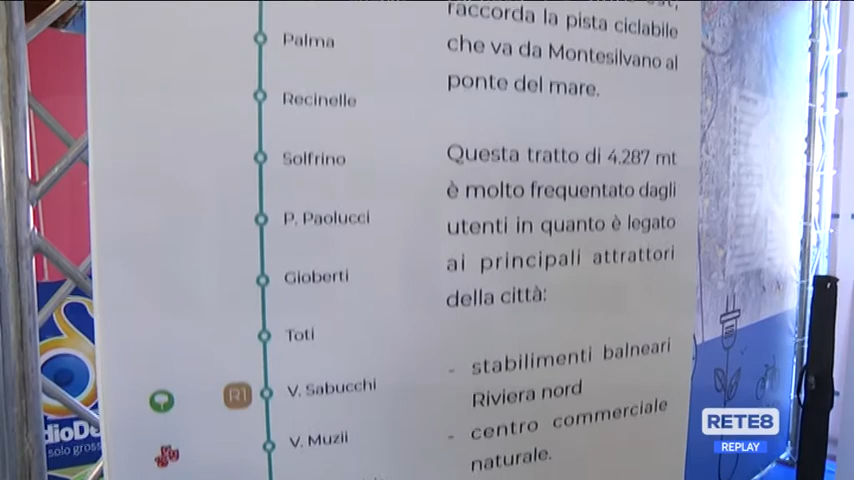 Palma
Recinelle
Solfrino
P. Paolucci
Gioberti
Toti
R1
V. Sabucchi
V. Muzii
raccorda la pista ciclabile
che va da Montesilvano al
ponte del mare.
Questa tratto di 4.287 mt
è molto frequentato dagli
utenti in quanto è legato
ai principali attrattori
della città:
- stabilimenti balneari
Riviera nord
- centro commerciale
naturale.
solo gross
RETE8
REPLAY